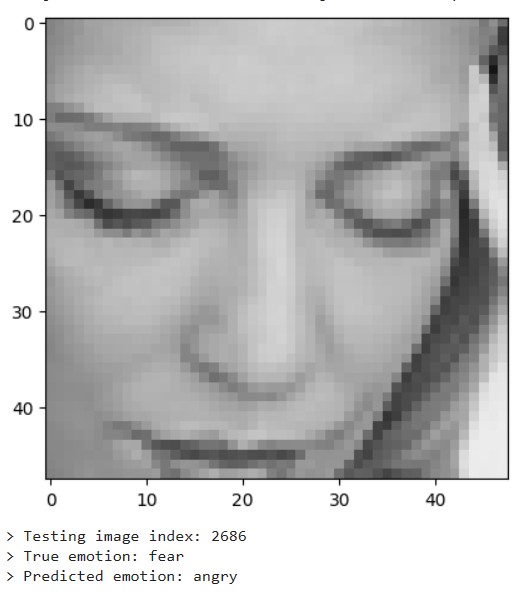 0
10
20
30
40
0 10 20 30 40
> Testing image index: 2686
> True emotion: fear
> Predicted emotion: angry